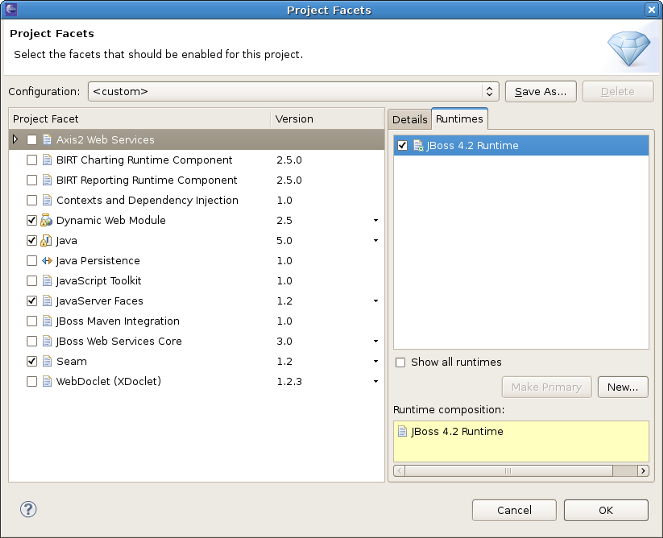 Project Facets
Project Facets
Select the facets that should be enabled for this project.
Configuration: <custom> Save As... Delete
Project Facet Version
Axis2 Web Services
BIRT Charting Runtime Component 2.5.0
BIRT Reporting Runtime Component 2.5.0
Contexts and Dependency Injection 1.0
Dynamic Web Module 2.5
Java 5.0
Java Persistence 1.0
JavaScript Toolkit 1.0
JavaServer Faces 1.2
JBoss Maven Integration 1.0
JBoss Web Services Core 3.0
Seam 1.2
WebDoclet (XDoclet) 1.2.3
Details Runtimes
JBoss 4.2 Runtime
Show all runtimes
Make Primary New...
Runtime composition:
JBoss 4.2 Runtime
? Cancel OK